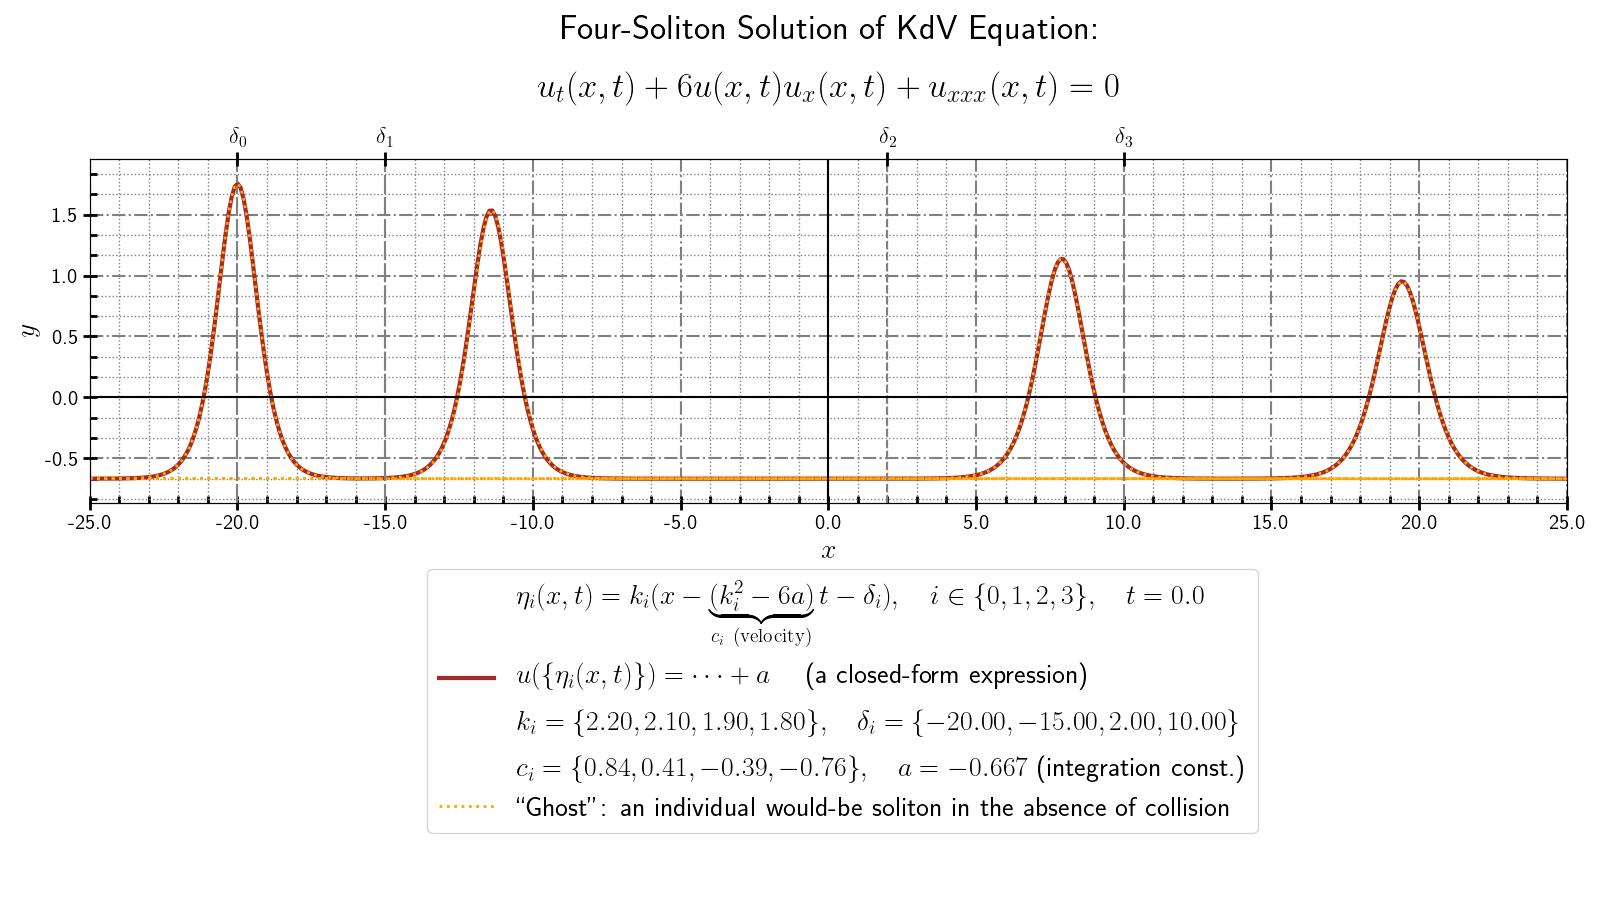 Four-Soliton Solution of KdV Equation:
u_t(x, t) + 6u(x, t)u_x(x, t) + u_{xxx}(x, t) = 0
δ_0 δ_1 δ_2 δ_3
1.5
1.0
0.5
0.0
-0.5
y
-25.0 -20.0 -15.0 -10.0 -5.0 0.0 5.0 10.0 15.0 20.0 25.0
x
η_i(x, t) = k_i(x − (k_i^2 − 6a) t − δ_i), i ∈ {0, 1, 2, 3}, t = 0.0
c_i (velocity)
u({η_i(x, t)}) = ⋯ + a (a closed-form expression)
k_i = {2.20, 2.10, 1.90, 1.80}, δ_i = {−20.00, −15.00, 2.00, 10.00}
c_i = {0.84, 0.41, −0.39, −0.76}, a = −0.667 (integration const.)
“Ghost”: an individual would-be soliton in the absence of collision